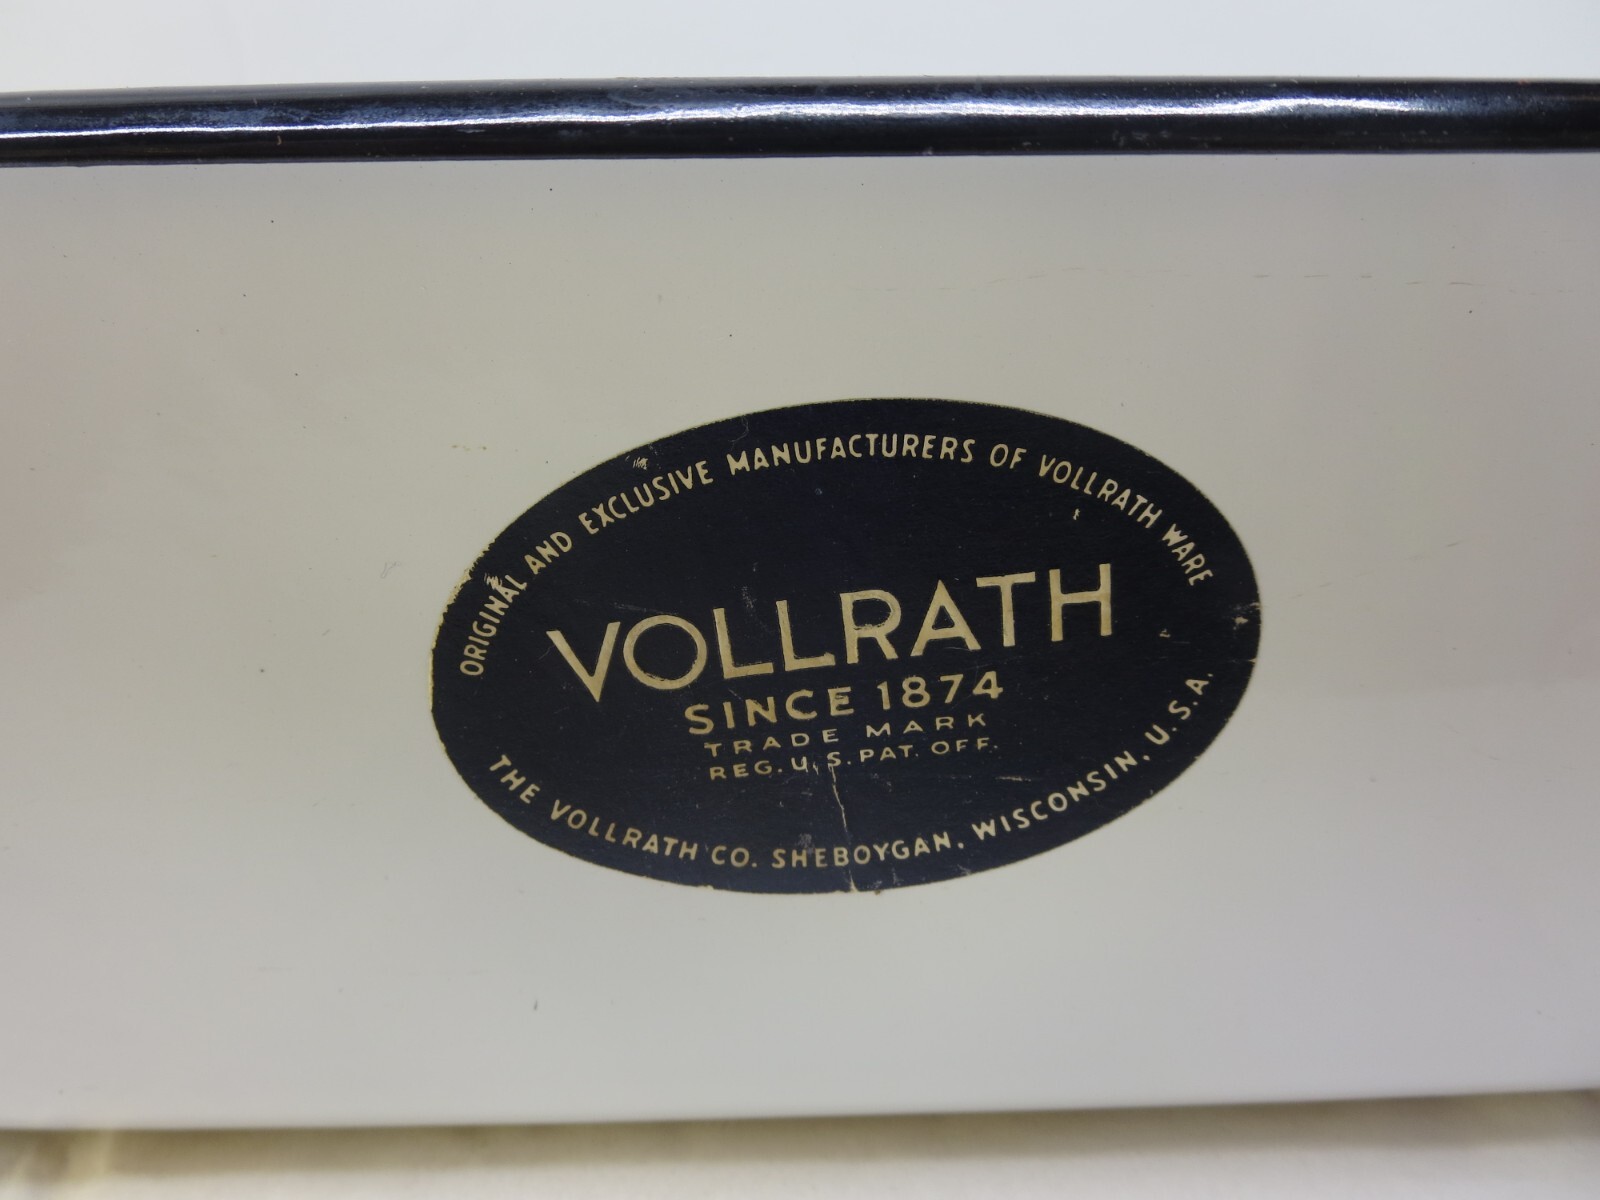 ORIGINAL AND EXCLUSIVE MANUFACTURERS OF VOLLRATH WARE
VOLLRATH
SINCE 1874
TRADE MARK
REG. U.S. PAT. OFF.
THE VOLLRATH CO. SHEBOYGAN, WISCONSIN, U.S.A.